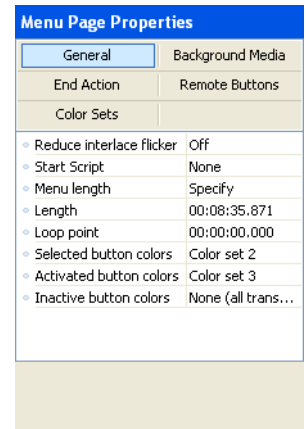 Menu Page Properties
General Background Media
End Action Remote Buttons
Color Sets
Reduce interlace flicker Off
Start Script None
Menu length Specify
Length 00:08:35.871
Loop point 00:00:00.000
Selected button colors Color set 2
Activated button colors Color set 3
Inactive button colors None (all trans...